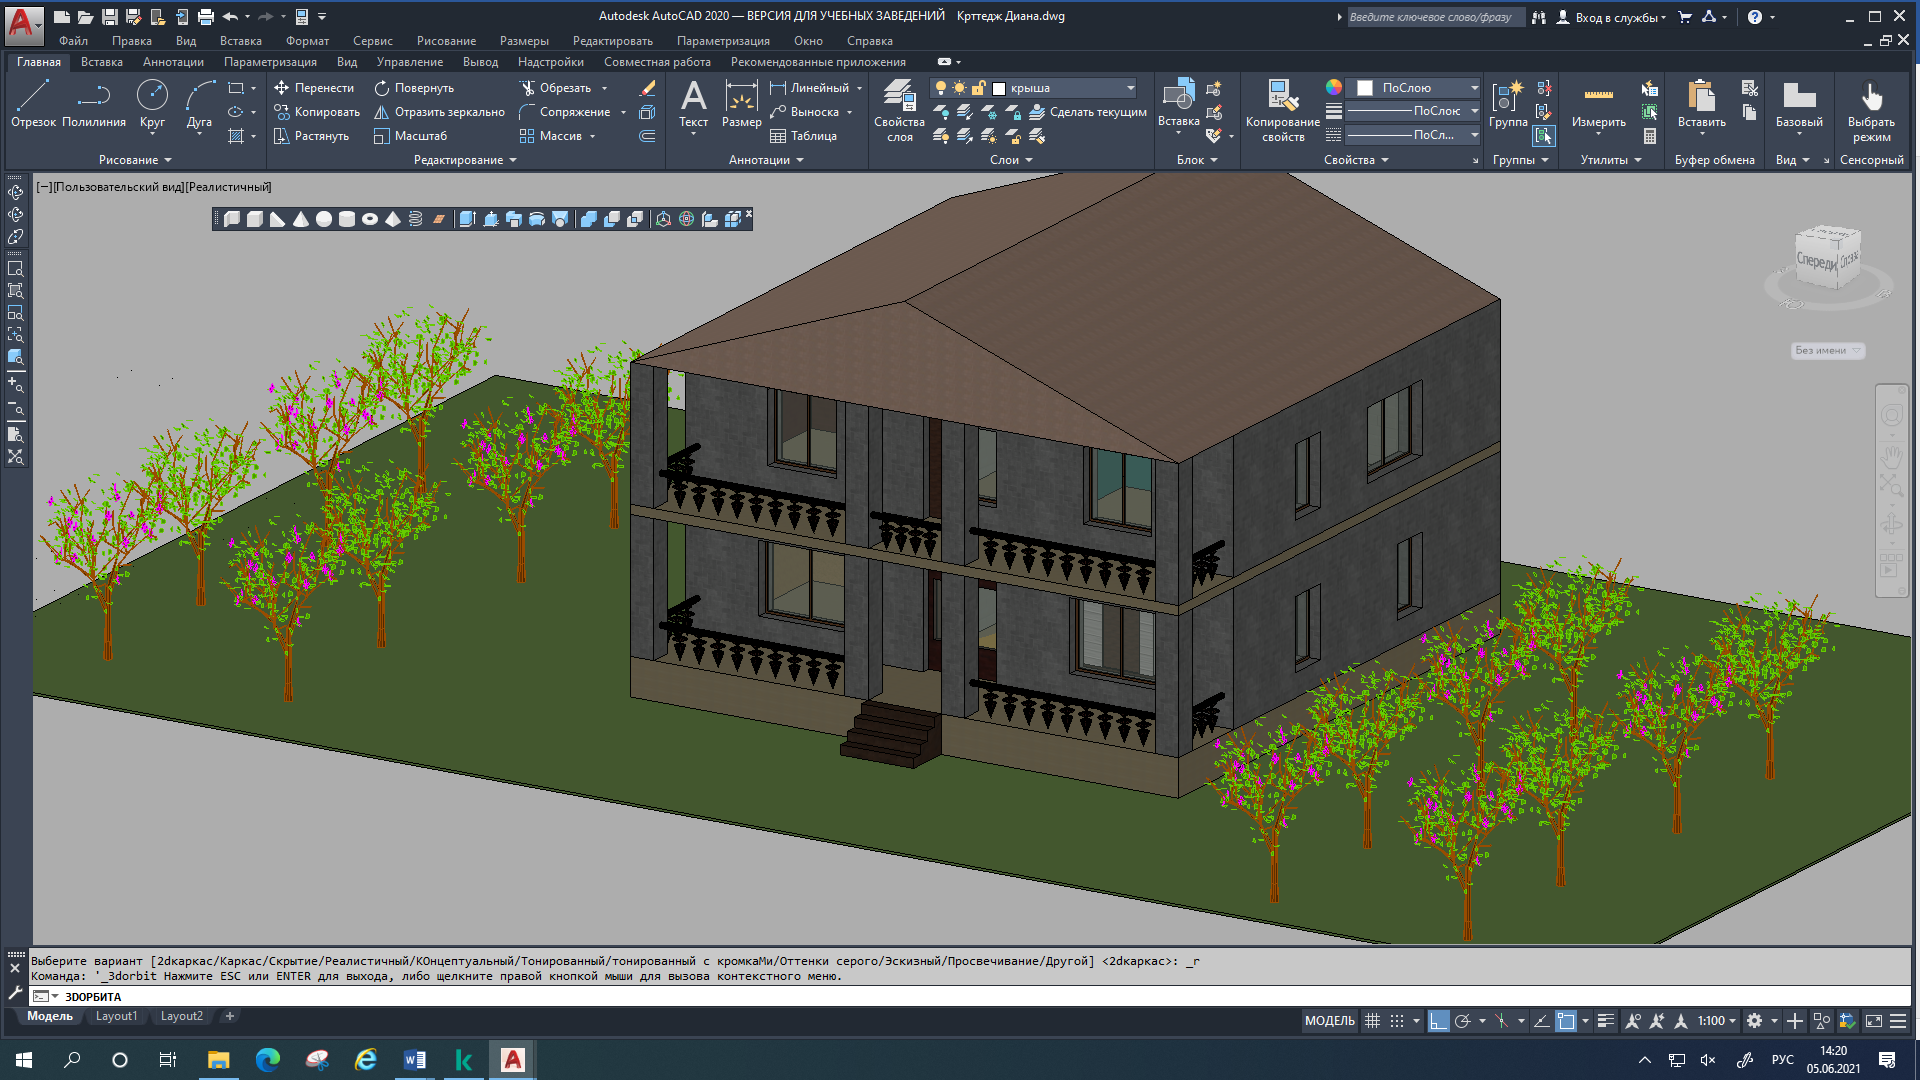 Autodesk AutoCAD 2020 — ВЕРСИЯ ДЛЯ УЧЕБНЫХ ЗАВЕДЕНИЙ Крттедж Диана.dwg
Введите ключевое слово/фразу
Вход в службы
Файл Правка Вид Вставка Формат Сервис Рисование Размеры Редактировать Параметризация Окно Справка
Главная Вставка Аннотации Параметризация Вид Управление Вывод Надстройки Совместная работа Рекомендованные приложения
Отрезок Полилиния Круг Дуга
Рисование
Перенести Повернуть Обрезать
Копировать Отразить зеркально Сопряжение
Растянуть Масштаб Массив
Редактирование
Текст Размер
Линейный
Выноска
Таблица
Аннотации
Свойства слоя
крыша
Сделать текущим
Слои
Вставка
Блок
Копирование свойств
ПоСлою
ПоСлою
ПоСл...
Свойства
Группа
Группы
Измерить
Утилиты
Вставить
Буфер обмена
Базовый
Вид
Выбрать режим
Сенсорный
[−][Пользовательский вид][Реалистичный]
Спереди
Без имени
Выберите вариант [2dкаркас/Каркас/Скрытие/Реалистичный/КОнцептуальный/Тонированный/тонированный с кромкаМи/Оттенки серого/Эскизный/Просвечивание/Другой] <2dкаркас>: _r
Команда: '_3dorbit Нажмите ESC или ENTER для выхода, либо щелкните правой кнопкой мыши для вызова контекстного меню.
3DОРБИТА
Модель Layout1 Layout2 +
МОДЕЛЬ 1:100
РУС
14:20
05.06.2021